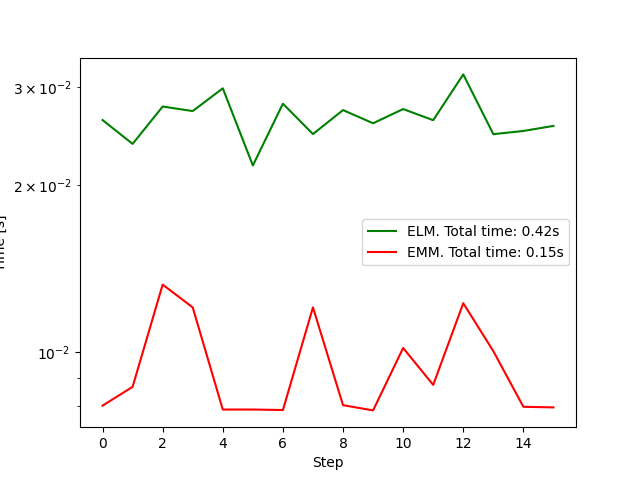 3 × 10⁻²
2 × 10⁻²
10⁻²
Time [s]
ELM. Total time: 0.42s
EMM. Total time: 0.15s
0 2 4 6 8 10 12 14
Step